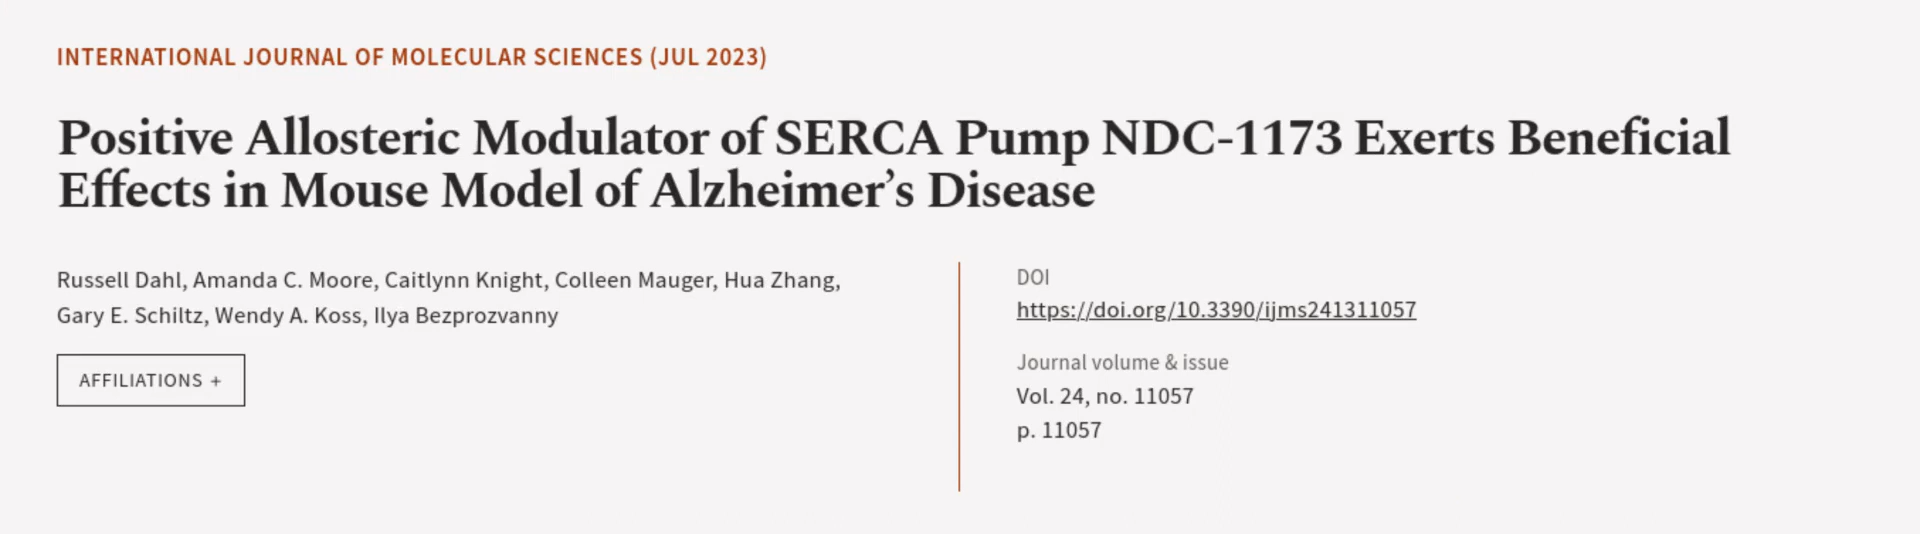 INTERNATIONAL JOURNAL OF MOLECULAR SCIENCES (JUL 2023)
Positive Allosteric Modulator of SERCA Pump NDC-1173 Exerts Beneficial
Effects in Mouse Model of Alzheimer’s Disease
Russell Dahl, Amanda C. Moore, Caitlynn Knight, Colleen Mauger, Hua Zhang,
Gary E. Schiltz, Wendy A. Koss, Ilya Bezprozvanny
AFFILIATIONS +
DOI
https://doi.org/10.3390/ijms241311057
Journal volume & issue
Vol. 24, no. 11057
p. 11057